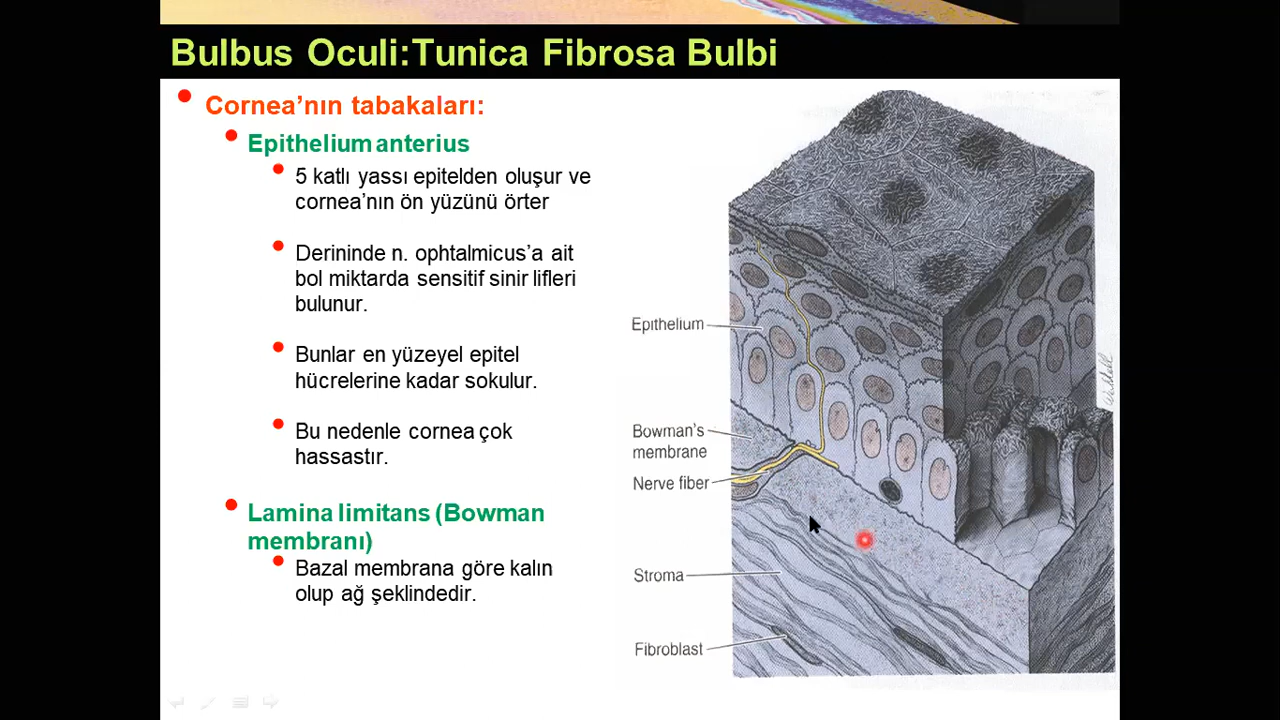 Bulbus Oculi:Tunica Fibrosa Bulbi
Cornea’nın tabakaları:
Epithelium anterius
5 katlı yassı epitelden oluşur ve
cornea’nın ön yüzünü örter
Derininde n. ophtalmicus’a ait
bol miktarda sensitif sinir lifleri
bulunur.
Bunlar en yüzeyel epitel
hücrelerine kadar sokulur.
Bu nedenle cornea çok
hassastır.
Lamina limitans (Bowman
membranı)
Bazal membrana göre kalın
olup ağ şeklindedir.
Epithelium
Bowman’s
membrane
Nerve fiber
Stroma
Fibroblast